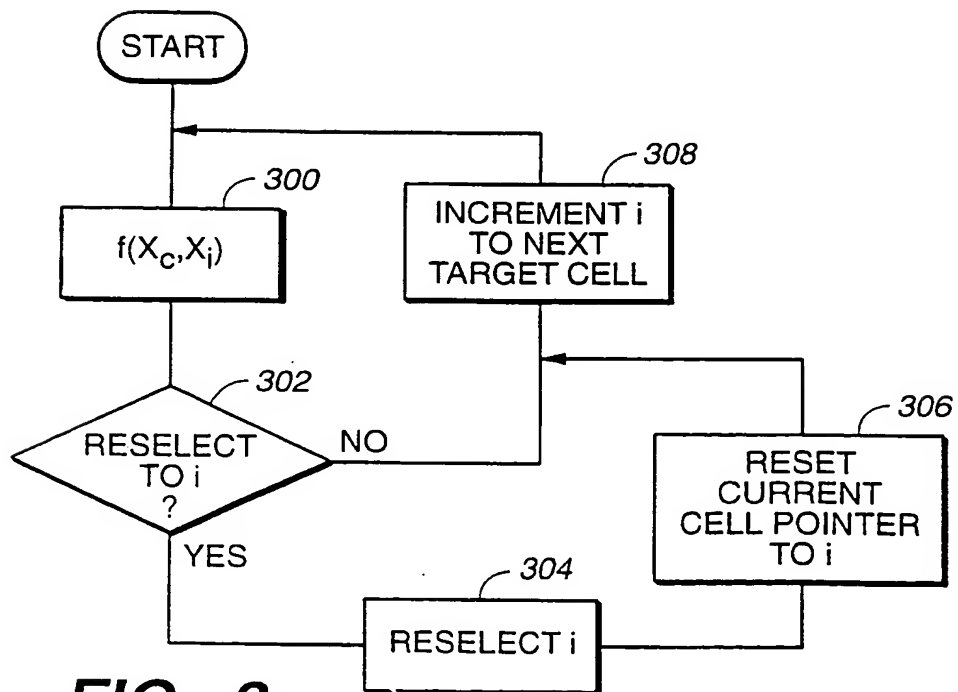 START
300
f(Xc,Xi)
308
INCREMENT i
TO NEXT
TARGET CELL
302
RESELECT
TO i
?
NO
YES
306
RESET
CURRENT
CELL POINTER
TO i
304
RESELECT i
FIG.